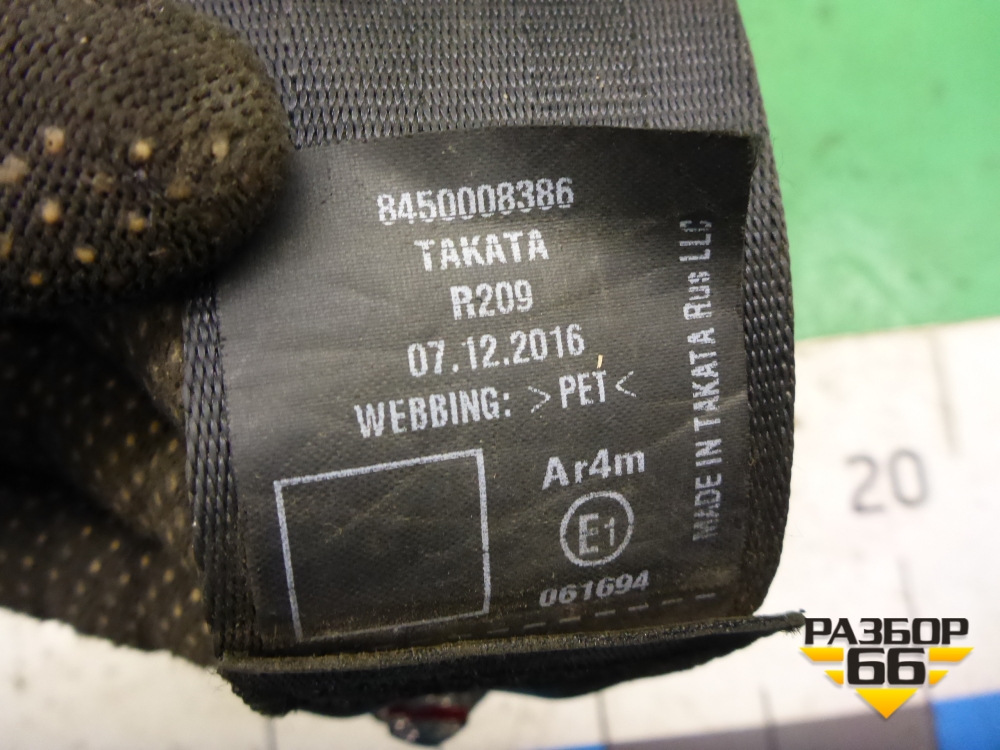 8450008386
TAKATA
R209
07.12.2016
WEBBING: >PET<
Ar4m
E1
061694
MADE IN TAKATA Rus LLC
20
РАЗБОР
66